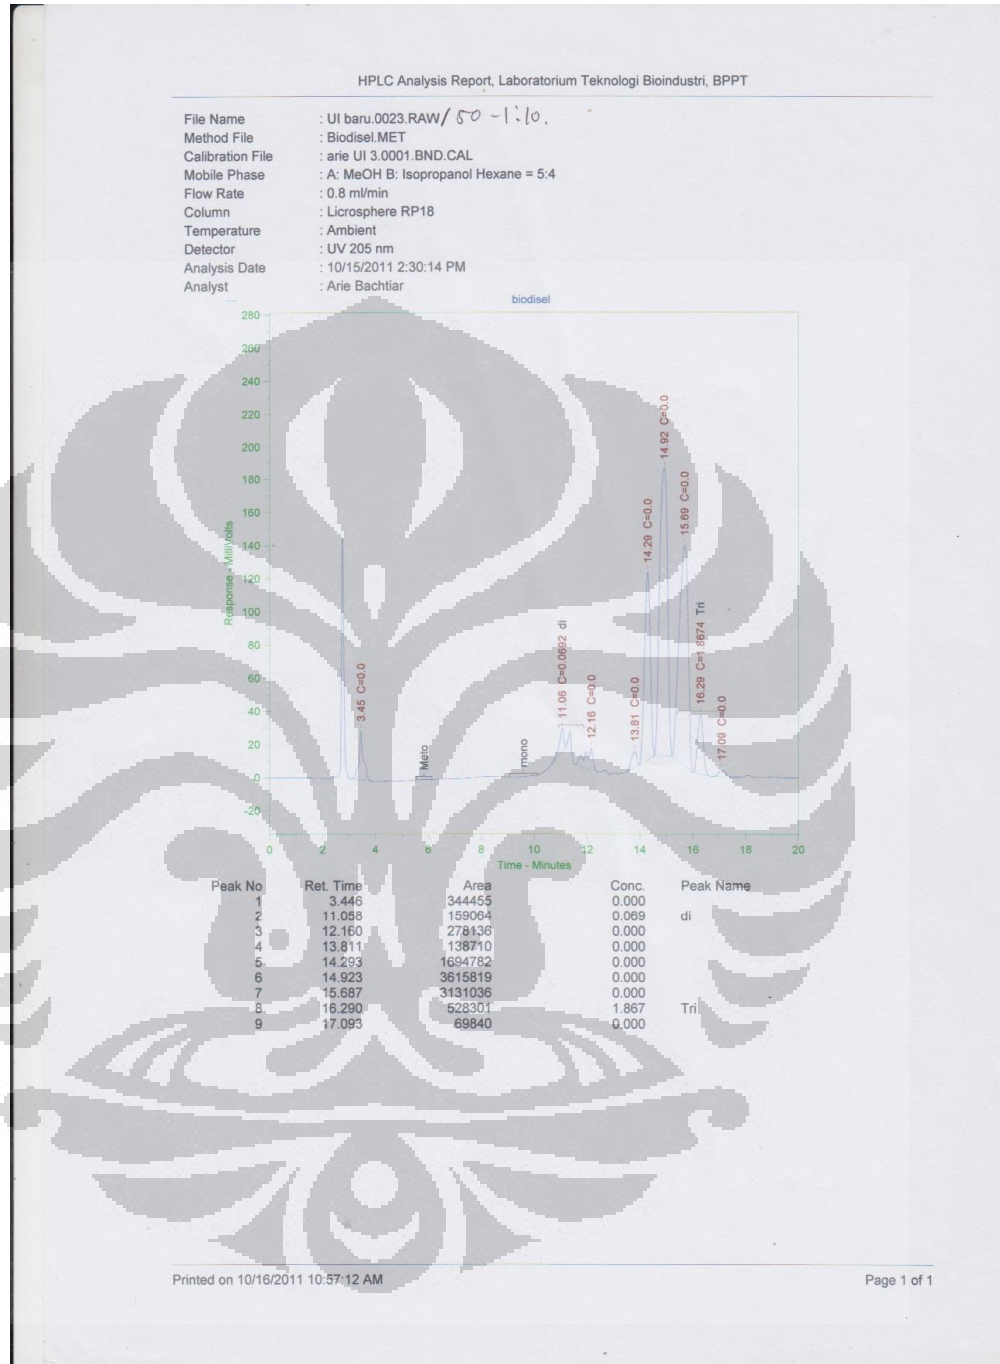 HPLC Analysis Report, Laboratorium Teknologi Bioindustri, BPPT
File Name : UI baru.0023.RAW / 50 - 1:10.
Method File : Biodisel.MET
Calibration File : arie UI 3.0001.BND.CAL
Mobile Phase : A: MeOH B: Isopropanol Hexane = 5:4
Flow Rate : 0.8 ml/min
Column : Licrosphere RP18
Temperature : Ambient
Detector : UV 205 nm
Analysis Date : 10/15/2011 2:30:14 PM
Analyst : Arie Bachtiar
biodisel
280
260
240
220
200
180
160
140
120
100
80
60
40
20
0
-20
Response - MilliVolts
3.45 C=0.0
Meto
mono
11.06 C=0.0692 di
12.16 C=0.0
13.81 C=0.0
14.29 C=0.0
14.92 C=0.0
15.69 C=0.0
16.29 C=1.8674 Tri
17.09 C=0.0
0 2 4 6 8 10 12 14 16 18 20
Time - Minutes
Peak No Ret. Time Area Conc. Peak Name
1 3.446 344455 0.000
2 11.058 159064 0.069 di
3 12.160 278136 0.000
4 13.811 138710 0.000
5 14.293 1694782 0.000
6 14.923 3615819 0.000
7 15.687 3131036 0.000
8 16.290 528301 1.867 Tri
9 17.093 69840 0.000
Printed on 10/16/2011 10:57:12 AM Page 1 of 1